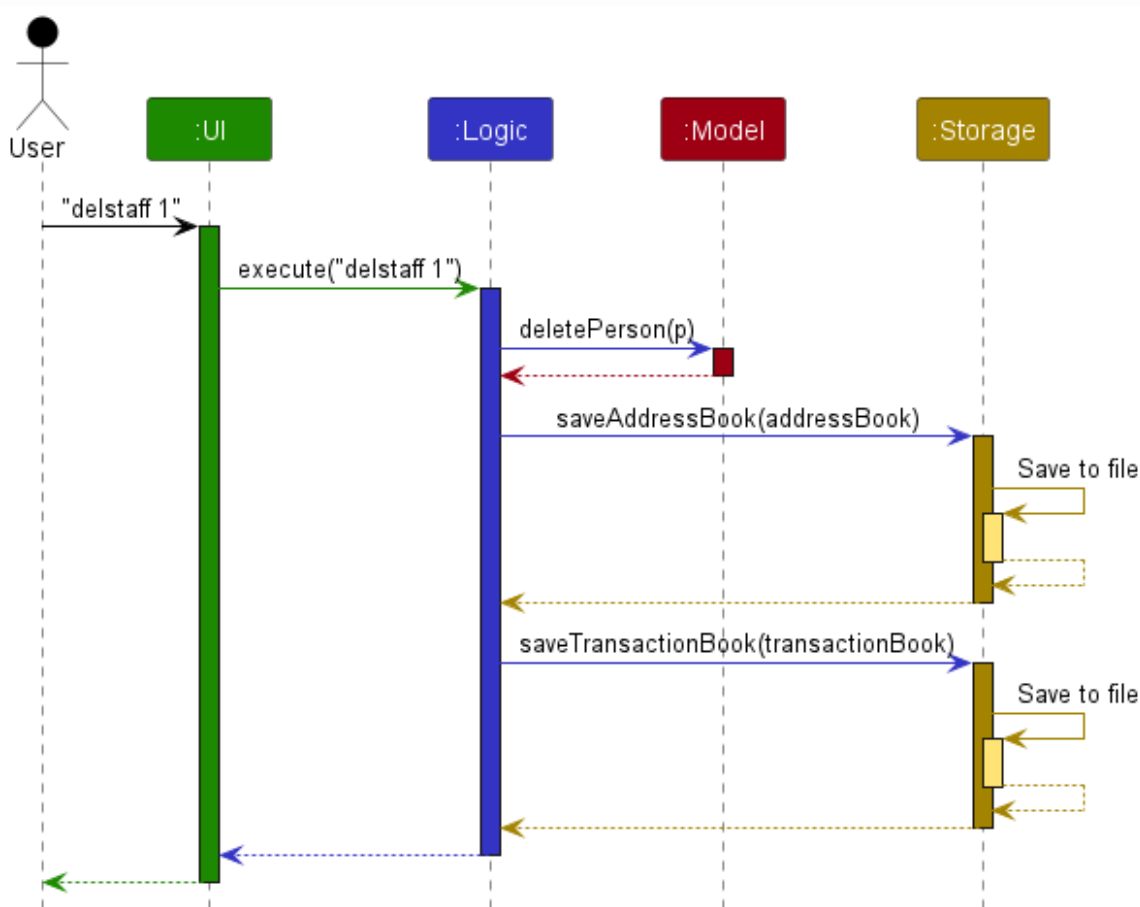 User
:UI
:Logic
:Model
:Storage
"delstaff 1"
execute("delstaff 1")
deletePerson(p)
saveAddressBook(addressBook)
Save to file
saveTransactionBook(transactionBook)
Save to file